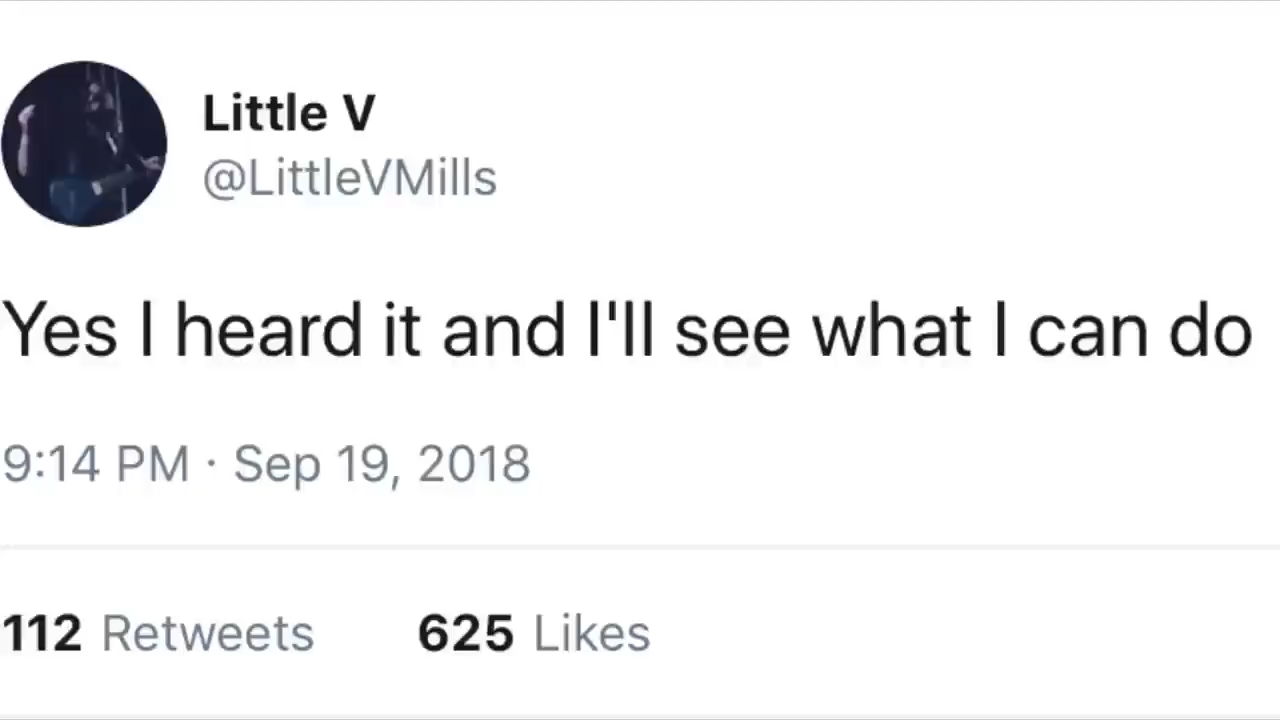 Little V
@LittleVMills
Yes I heard it and I'll see what I can do
9:14 PM · Sep 19, 2018
112 Retweets 625 Likes